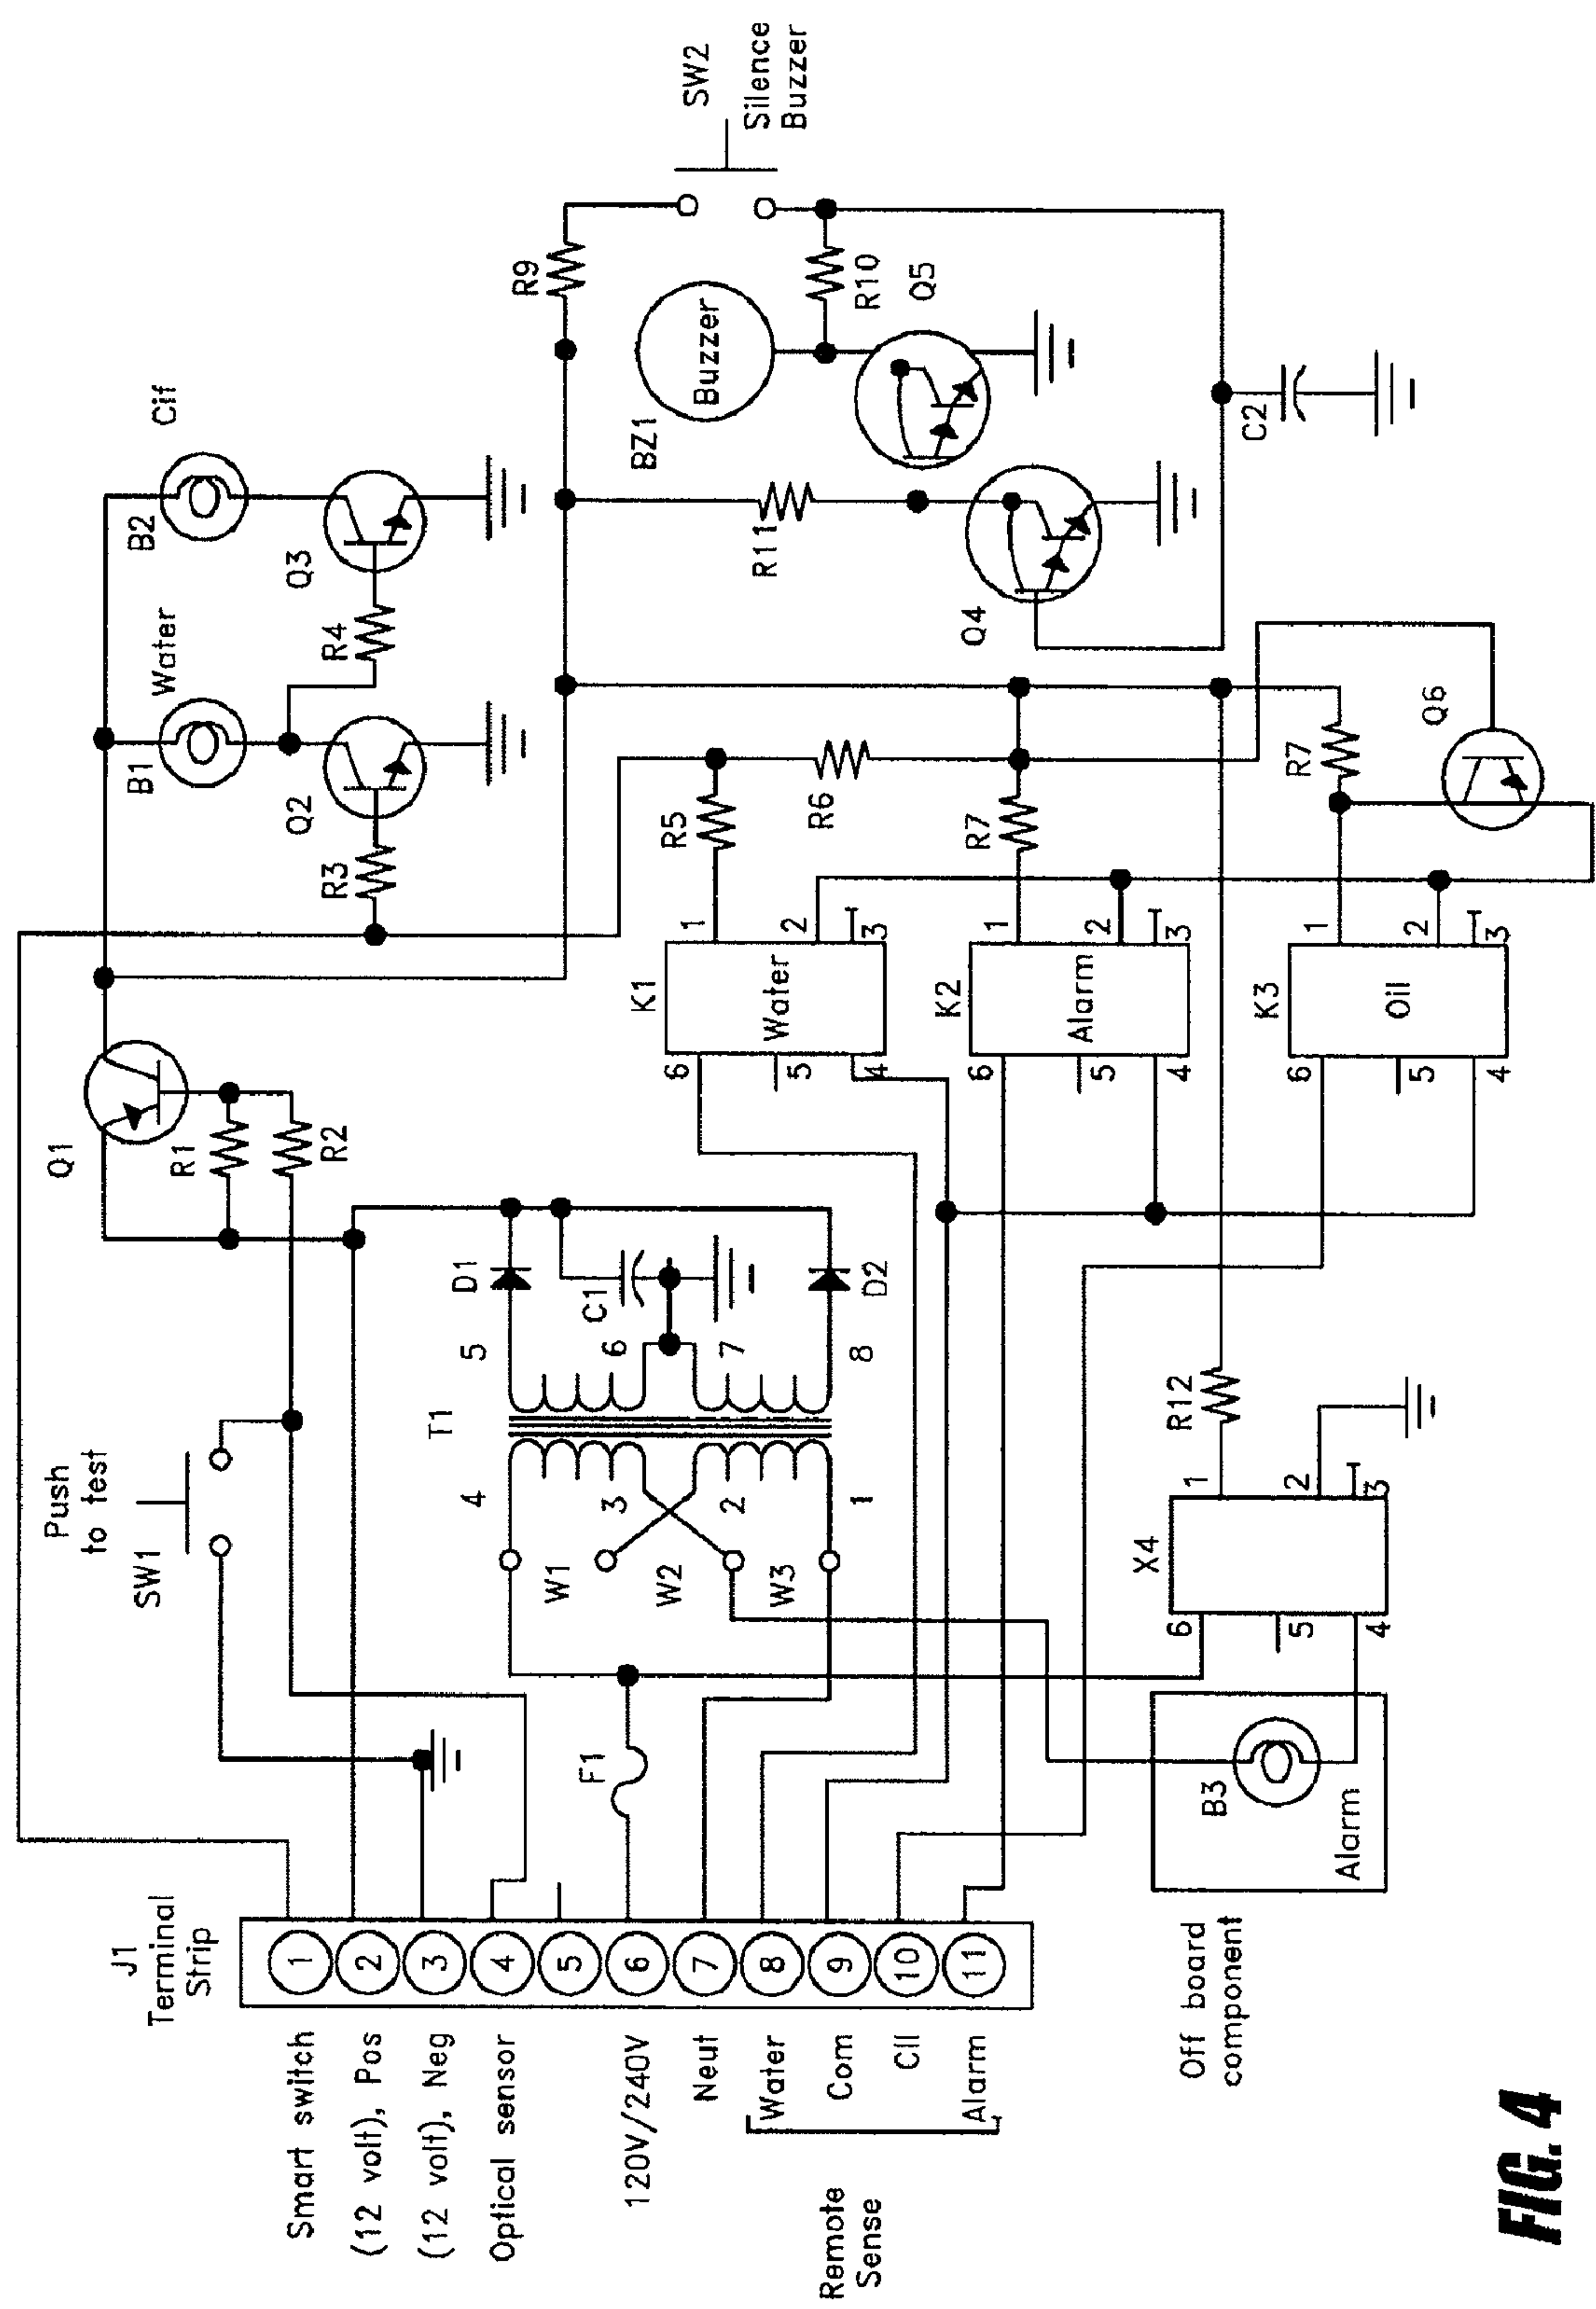 J1
Terminal
Strip
Smart switch
(12 volt), Pos
(12 volt), Neg
Optical sensor
120V/240V
Neut
Water
Com
CIl
Alarm
Remote
Sense
1
2
3
4
5
6
7
8
9
10
11
Push
to test
SW1
F1
Q1
R1
R2
T1
W1
W2
W3
4
3
2
1
5
6
7
8
D1
C1
D2
B1
Water
B2
Cif
Q2
R3
Q3
R4
R9
SW2
Silence
Buzzer
BZ1
Buzzer
R10
Q5
R11
Q4
C2
R5
R6
R7
R7
Q6
K1
Water
1
2
3
6
5
4
K2
Alarm
1
2
3
6
5
4
K3
Oil
1
2
3
6
5
4
R12
X4
1
2
3
6
5
4
B3
Alarm
Off board
component
FIG. 4